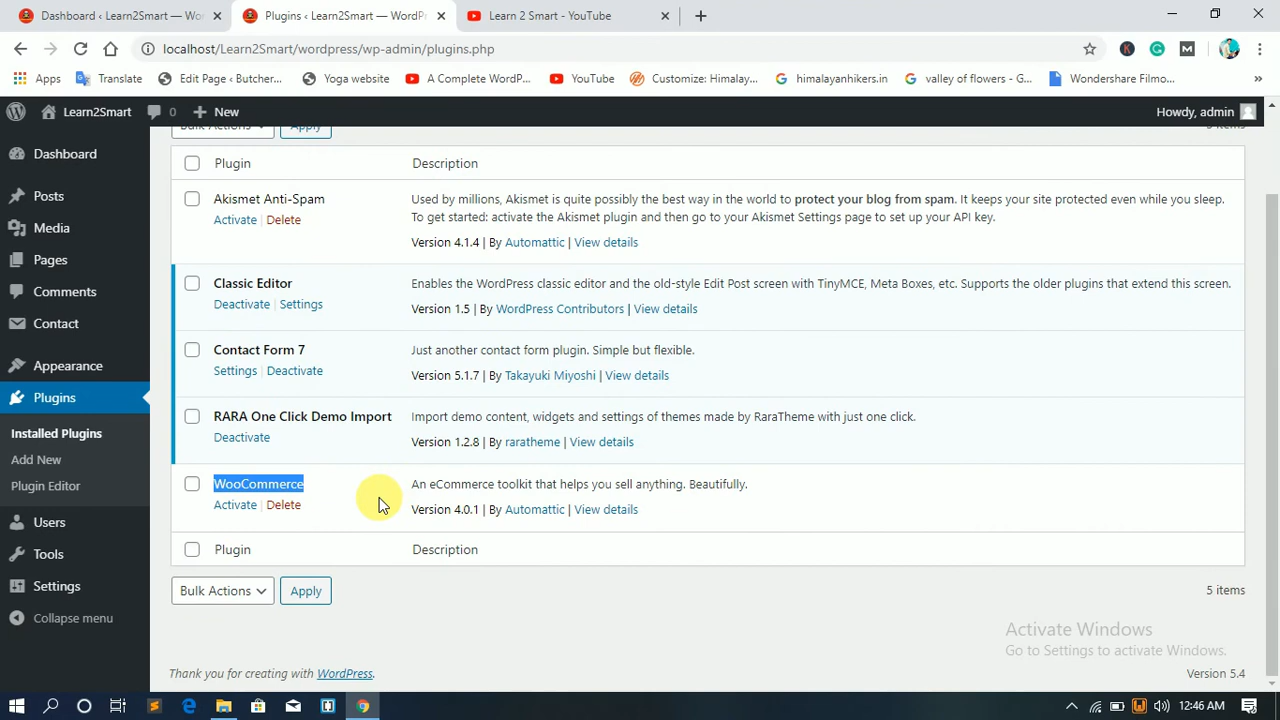 Dashboard ‹ Learn2Smart — Wo
Plugins ‹ Learn2Smart — WordPr
Learn 2 Smart - YouTube
localhost/Learn2Smart/wordpress/wp-admin/plugins.php
Apps
Translate
Edit Page ‹ Butcher...
Yoga website
A Complete WordP...
YouTube
Customize: Himalay...
himalayanhikers.in
valley of flowers - G...
Wondershare Filmo...
Learn2Smart
0
New
Howdy, admin
Bulk Actions
Apply
5 items
Dashboard
Posts
Media
Pages
Comments
Contact
Appearance
Plugins
Installed Plugins
Add New
Plugin Editor
Users
Tools
Settings
Collapse menu
Plugin
Description
Akismet Anti-Spam
Activate | Delete
Used by millions, Akismet is quite possibly the best way in the world to protect your blog from spam. It keeps your site protected even while you sleep.
To get started: activate the Akismet plugin and then go to your Akismet Settings page to set up your API key.
Version 4.1.4 | By Automattic | View details
Classic Editor
Deactivate | Settings
Enables the WordPress classic editor and the old-style Edit Post screen with TinyMCE, Meta Boxes, etc. Supports the older plugins that extend this screen.
Version 1.5 | By WordPress Contributors | View details
Contact Form 7
Settings | Deactivate
Just another contact form plugin. Simple but flexible.
Version 5.1.7 | By Takayuki Miyoshi | View details
RARA One Click Demo Import
Deactivate
Import demo content, widgets and settings of themes made by RaraTheme with just one click.
Version 1.2.8 | By raratheme | View details
WooCommerce
Activate | Delete
An eCommerce toolkit that helps you sell anything. Beautifully.
Version 4.0.1 | By Automattic | View details
Plugin
Description
Bulk Actions
Apply
5 items
Activate Windows
Go to Settings to activate Windows.
Thank you for creating with WordPress.
Version 5.4
12:46 AM